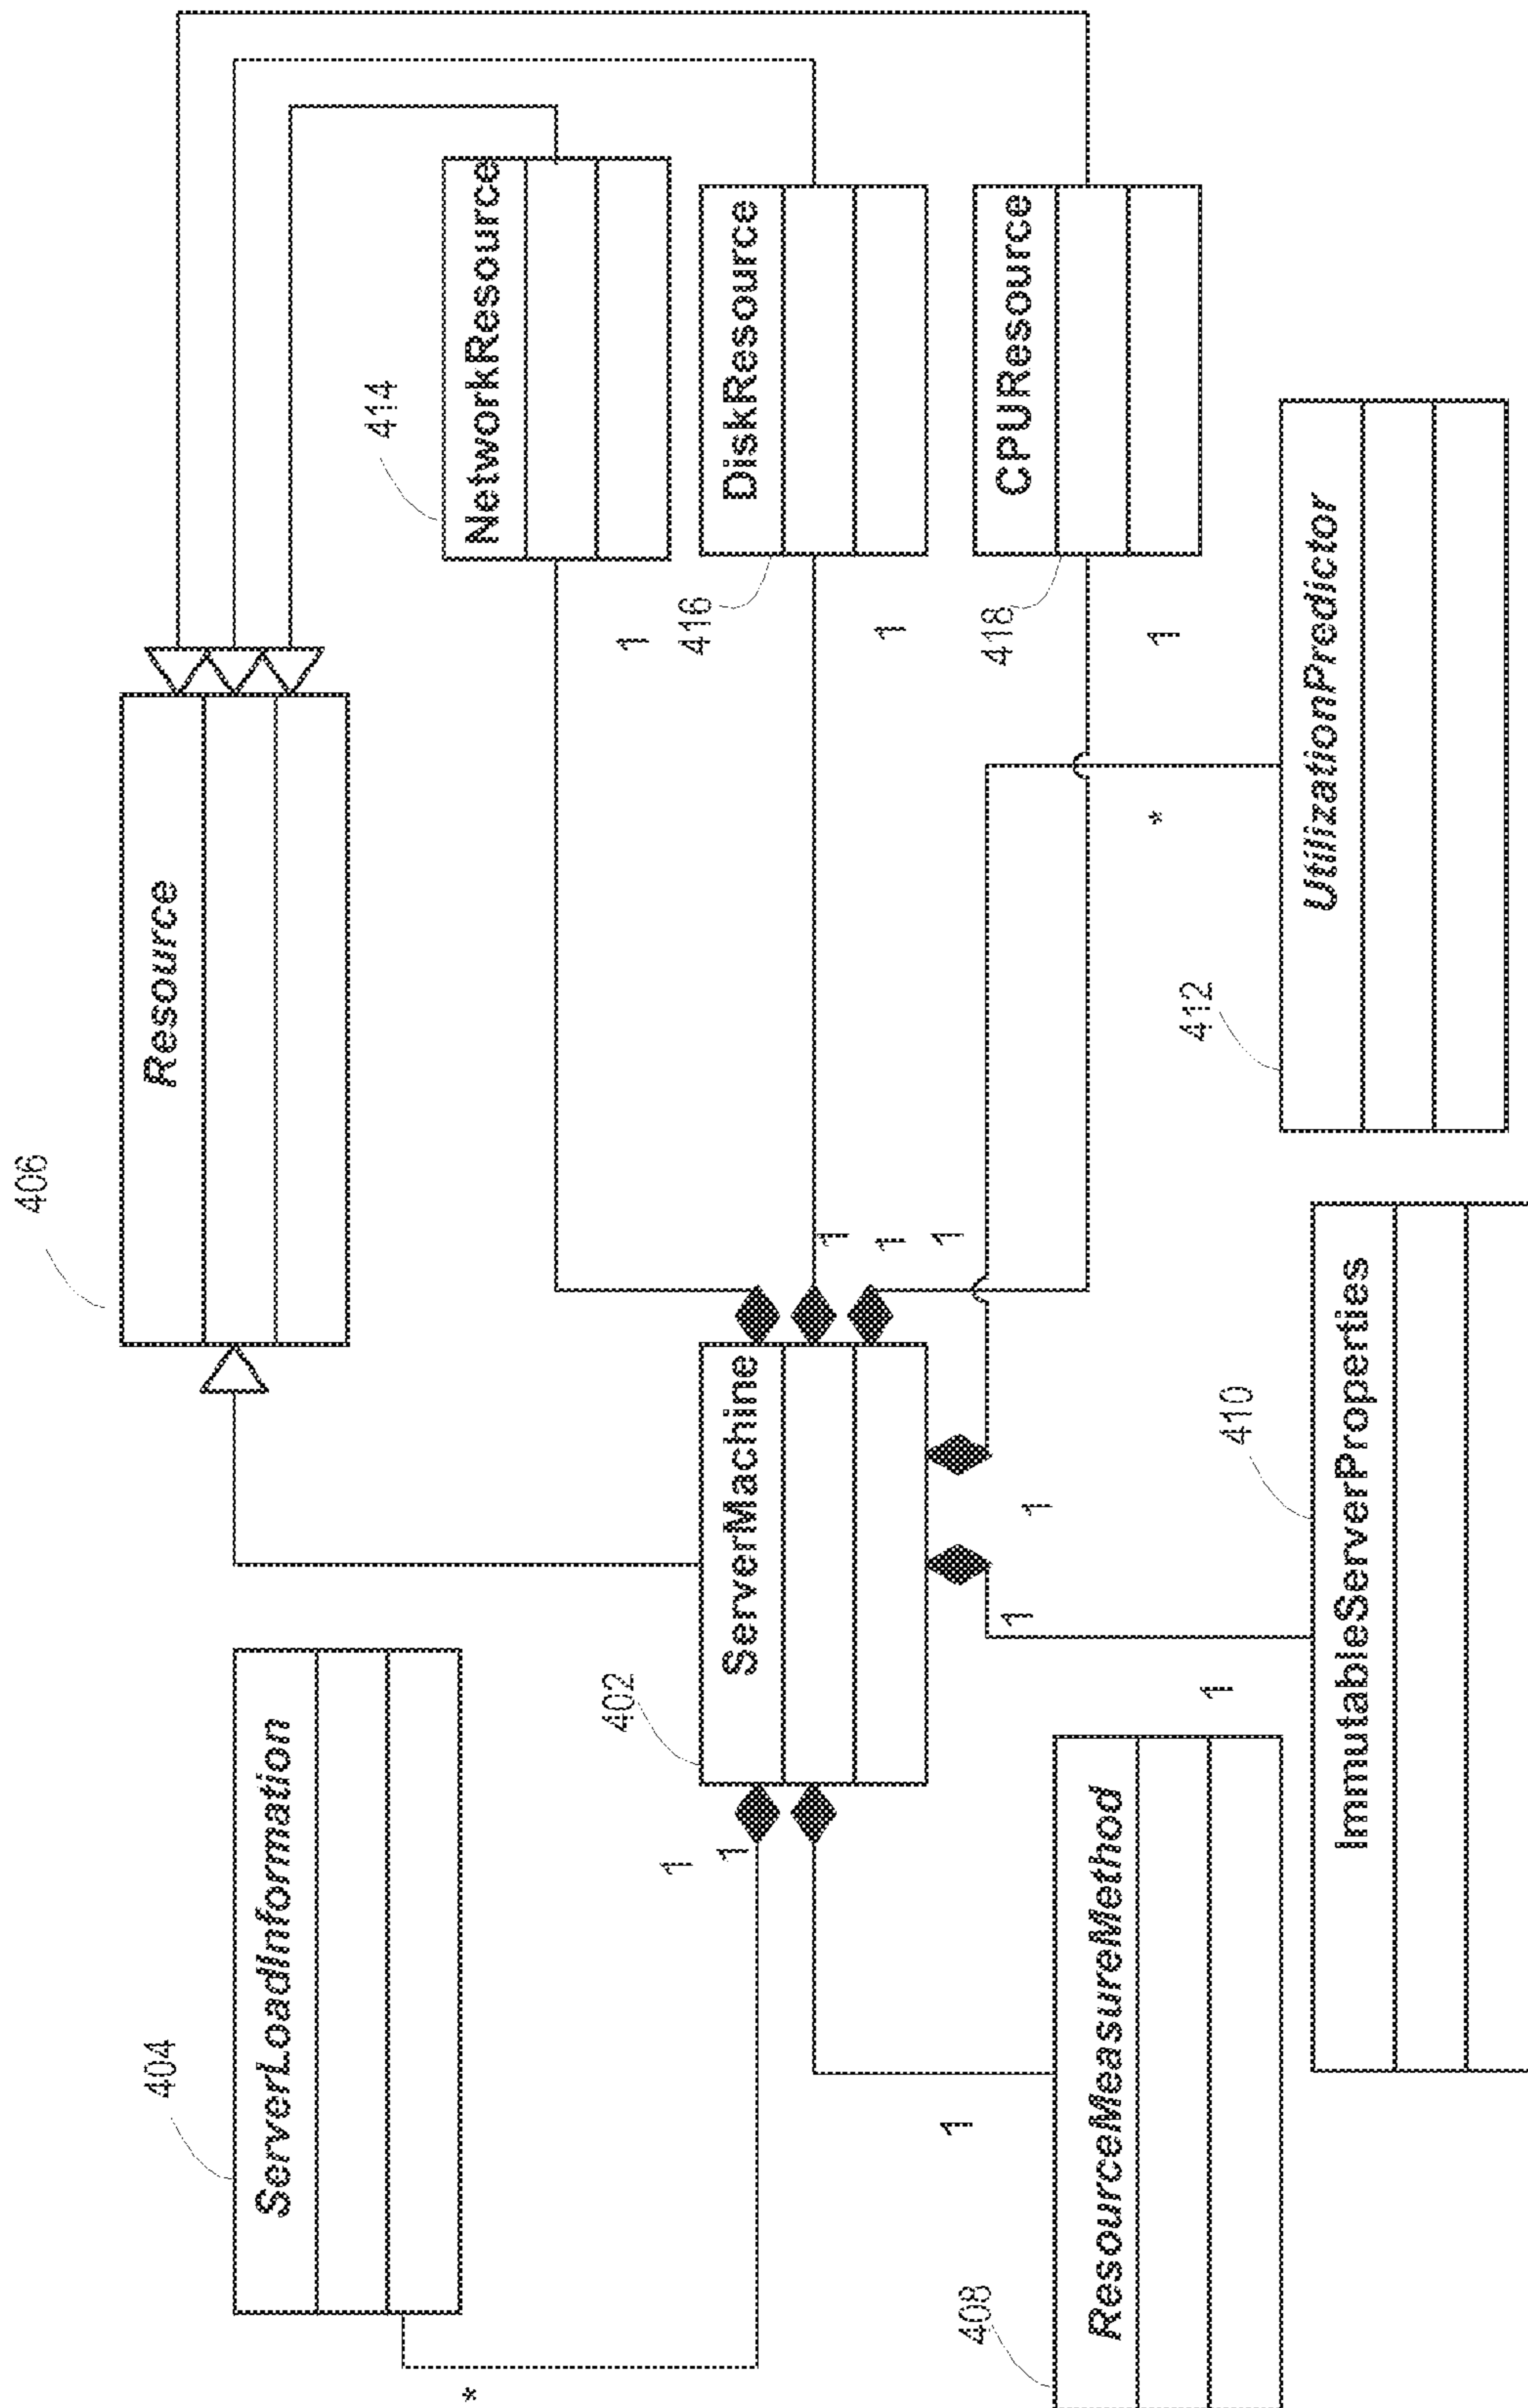 406
Resource
404
ServerLoadInformation
*
1
1
402
ServerMachine
1
1
1
414
NetworkResource
1
416
DiskResource
1
418
CPUResource
1
1
1
408
ResourceMeasureMethod
1
410
ImmutableServerProperties
1
412
UtilizationPredictor
*